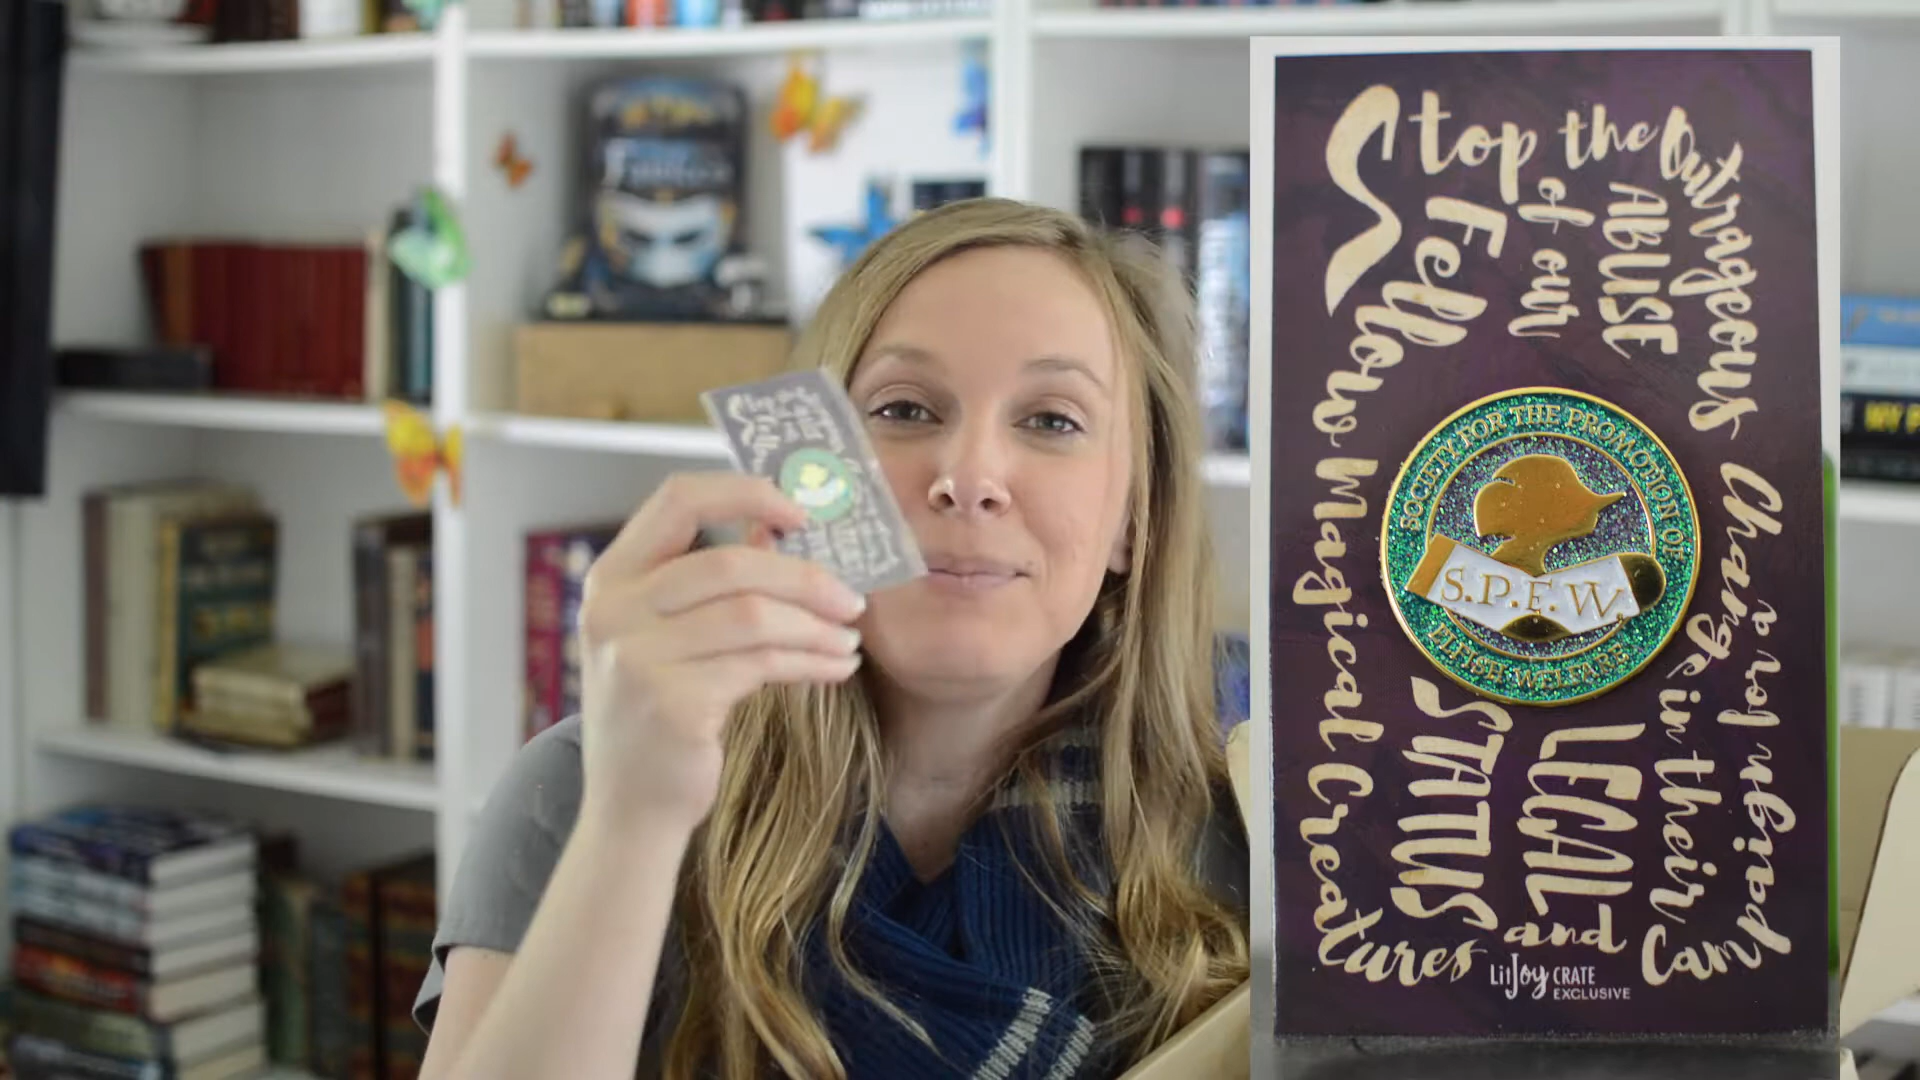 Stop the Outrageous
ABUSE
of our
Fellow Magical Creatures
and
Campaign for a
Change in their
LEGAL
STATUS
SOCIETY FOR THE PROMOTION OF
S.P.E.W.
ELFISH WELFARE
LitJoy CRATE
EXCLUSIVE
MY P